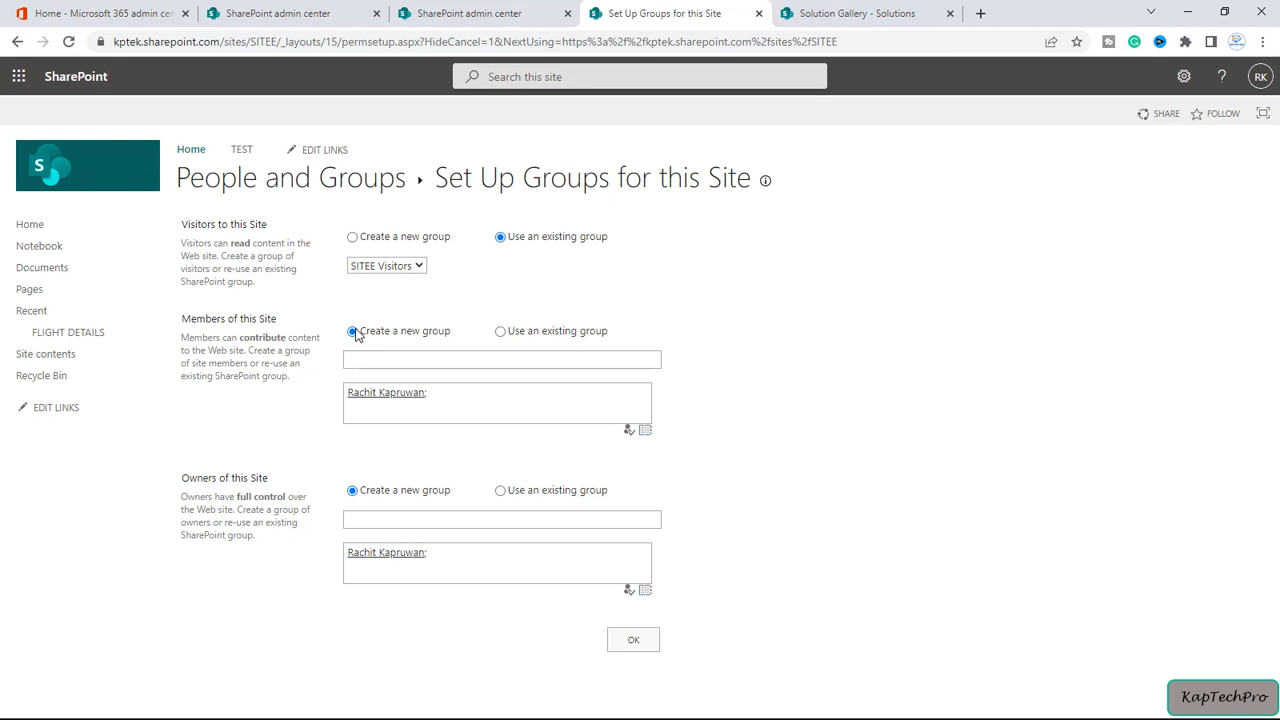 Home - Microsoft 365 admin cen
SharePoint admin center
SharePoint admin center
Set Up Groups for this Site
Solution Gallery - Solutions
kptek.sharepoint.com/sites/SITEE/_layouts/15/permsetup.aspx?HideCancel=1&NextUsing=https%3a%2f%2fkptek.sharepoint.com%2fsites%2fSITEE
SharePoint
Search this site
RK
SHARE
FOLLOW
S
Home
TEST
EDIT LINKS
People and Groups ▸ Set Up Groups for this Site
Home
Notebook
Documents
Pages
Recent
FLIGHT DETAILS
Site contents
Recycle Bin
EDIT LINKS
Visitors to this Site
Visitors can read content in the
Web site. Create a group of
visitors or re-use an existing
SharePoint group.
Create a new group
Use an existing group
SITEE Visitors
Members of this Site
Members can contribute content
to the Web site. Create a group
of site members or re-use an
existing SharePoint group.
Create a new group
Use an existing group
Rachit Kapruwan;
Owners of this Site
Owners have full control over
the Web site. Create a group of
owners or re-use an existing
SharePoint group.
Create a new group
Use an existing group
Rachit Kapruwan;
OK
KapTechPro